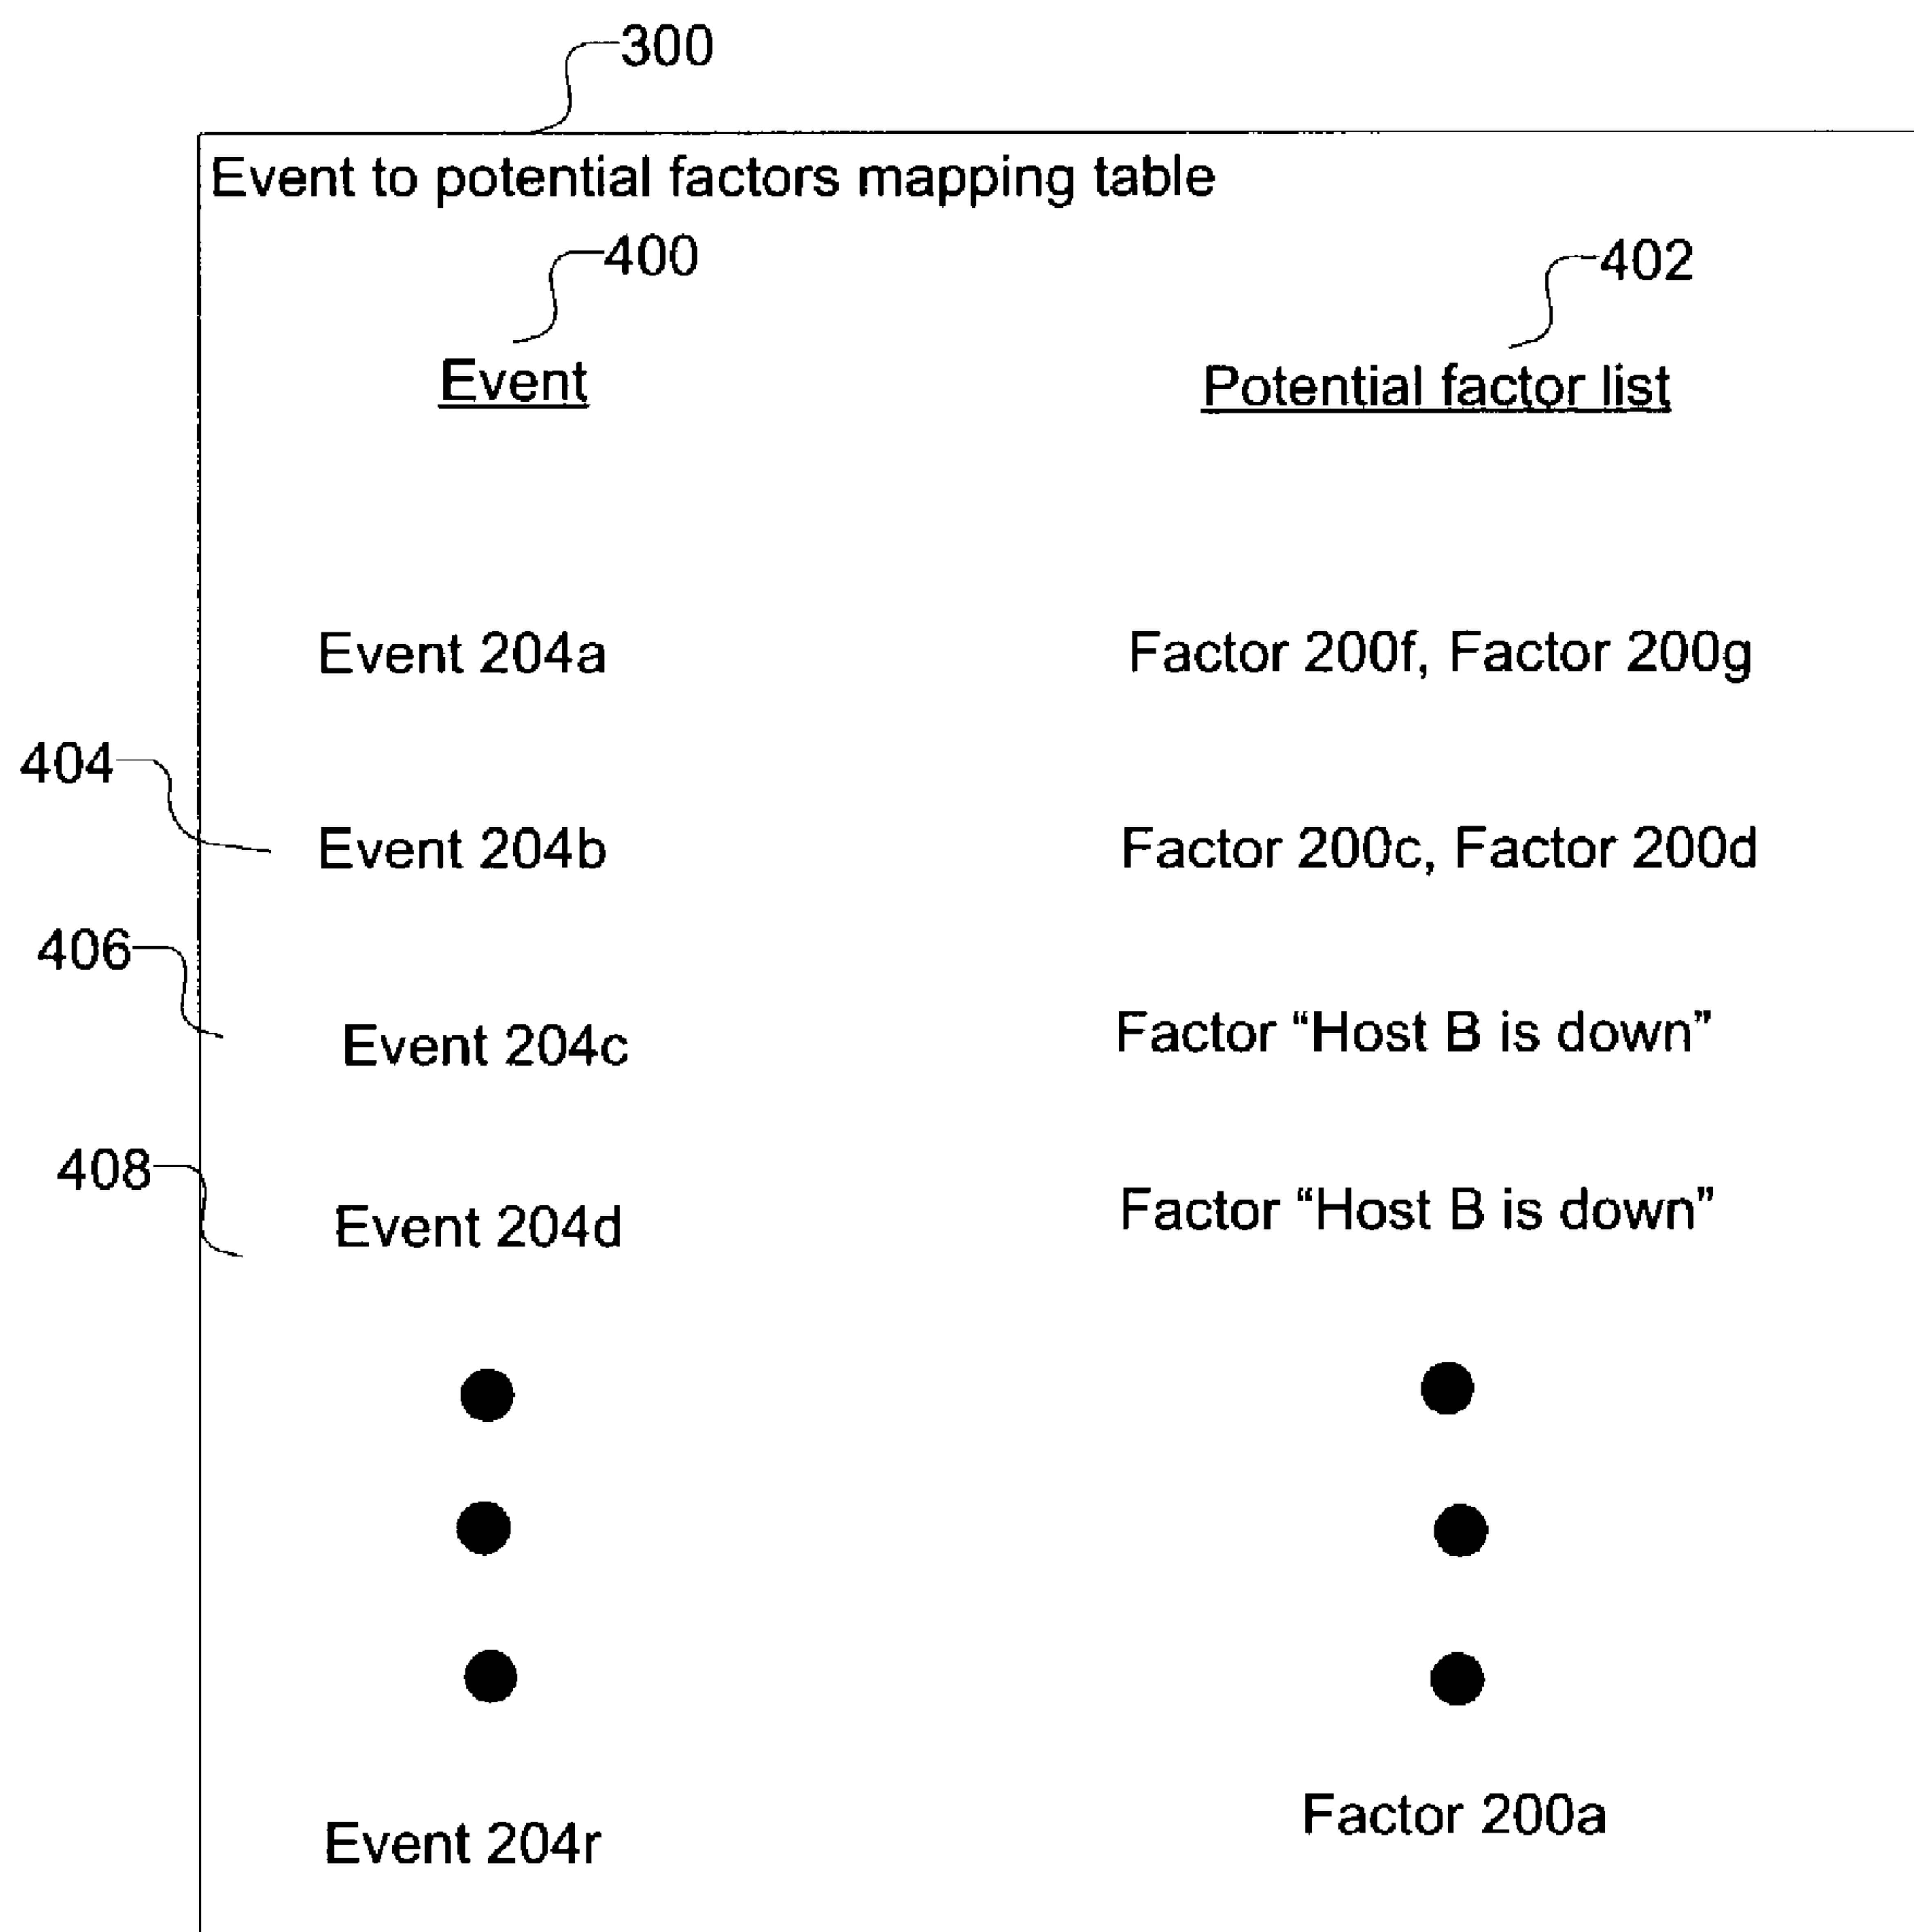 300
Event to potential factors mapping table
400
402
Event
Potential factor list
Event 204a
Factor 200f, Factor 200g
404
Event 204b
Factor 200c, Factor 200d
406
Event 204c
Factor “Host B is down”
408
Event 204d
Factor “Host B is down”
Event 204r
Factor 200a